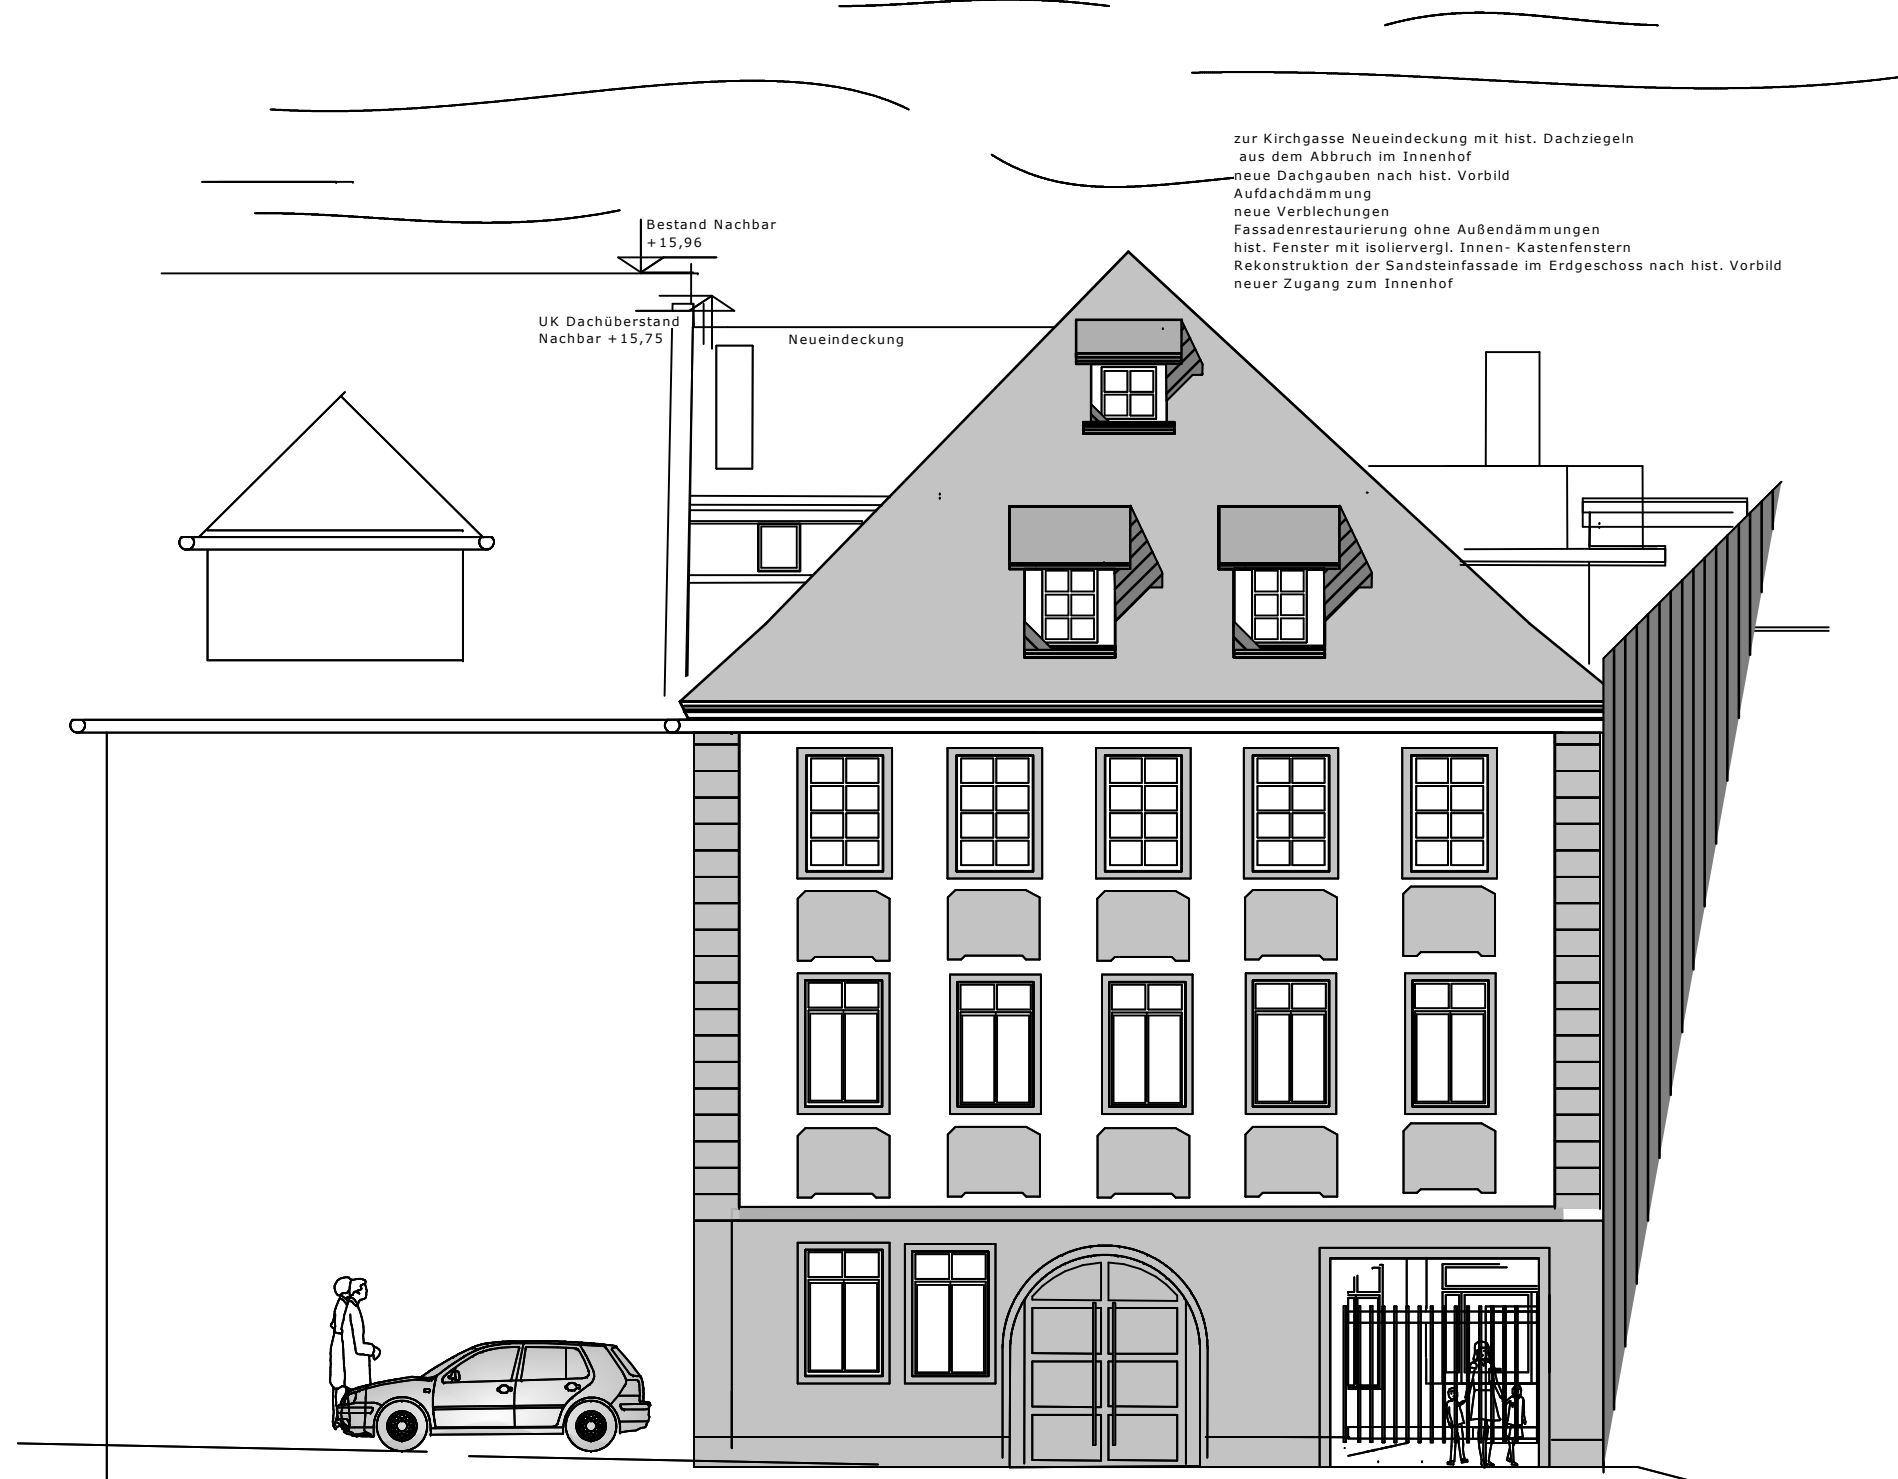 zur Kirchgasse Neueindeckung mit hist. Dachziegeln
aus dem Abbruch im Innenhof
neue Dachgauben nach hist. Vorbild
Aufdachdämmung
neue Verblechungen
Fassadenrestaurierung ohne Außendämmungen
hist. Fenster mit isoliervergl. Innen- Kastenfenstern
Rekonstruktion der Sandsteinfassade im Erdgeschoss nach hist. Vorbild
neuer Zugang zum Innenhof
Bestand Nachbar
+15,96
UK Dachüberstand
Nachbar +15,75
Neueindeckung